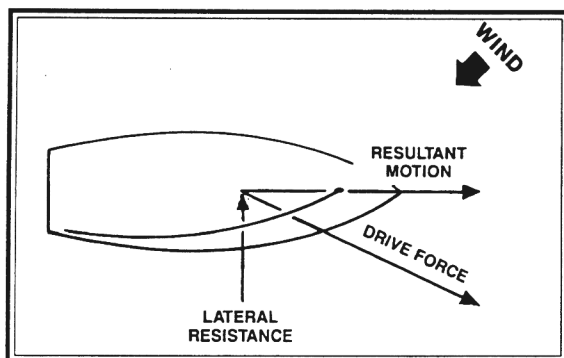 WIND
RESULTANT
MOTION
DRIVE FORCE
LATERAL
RESISTANCE